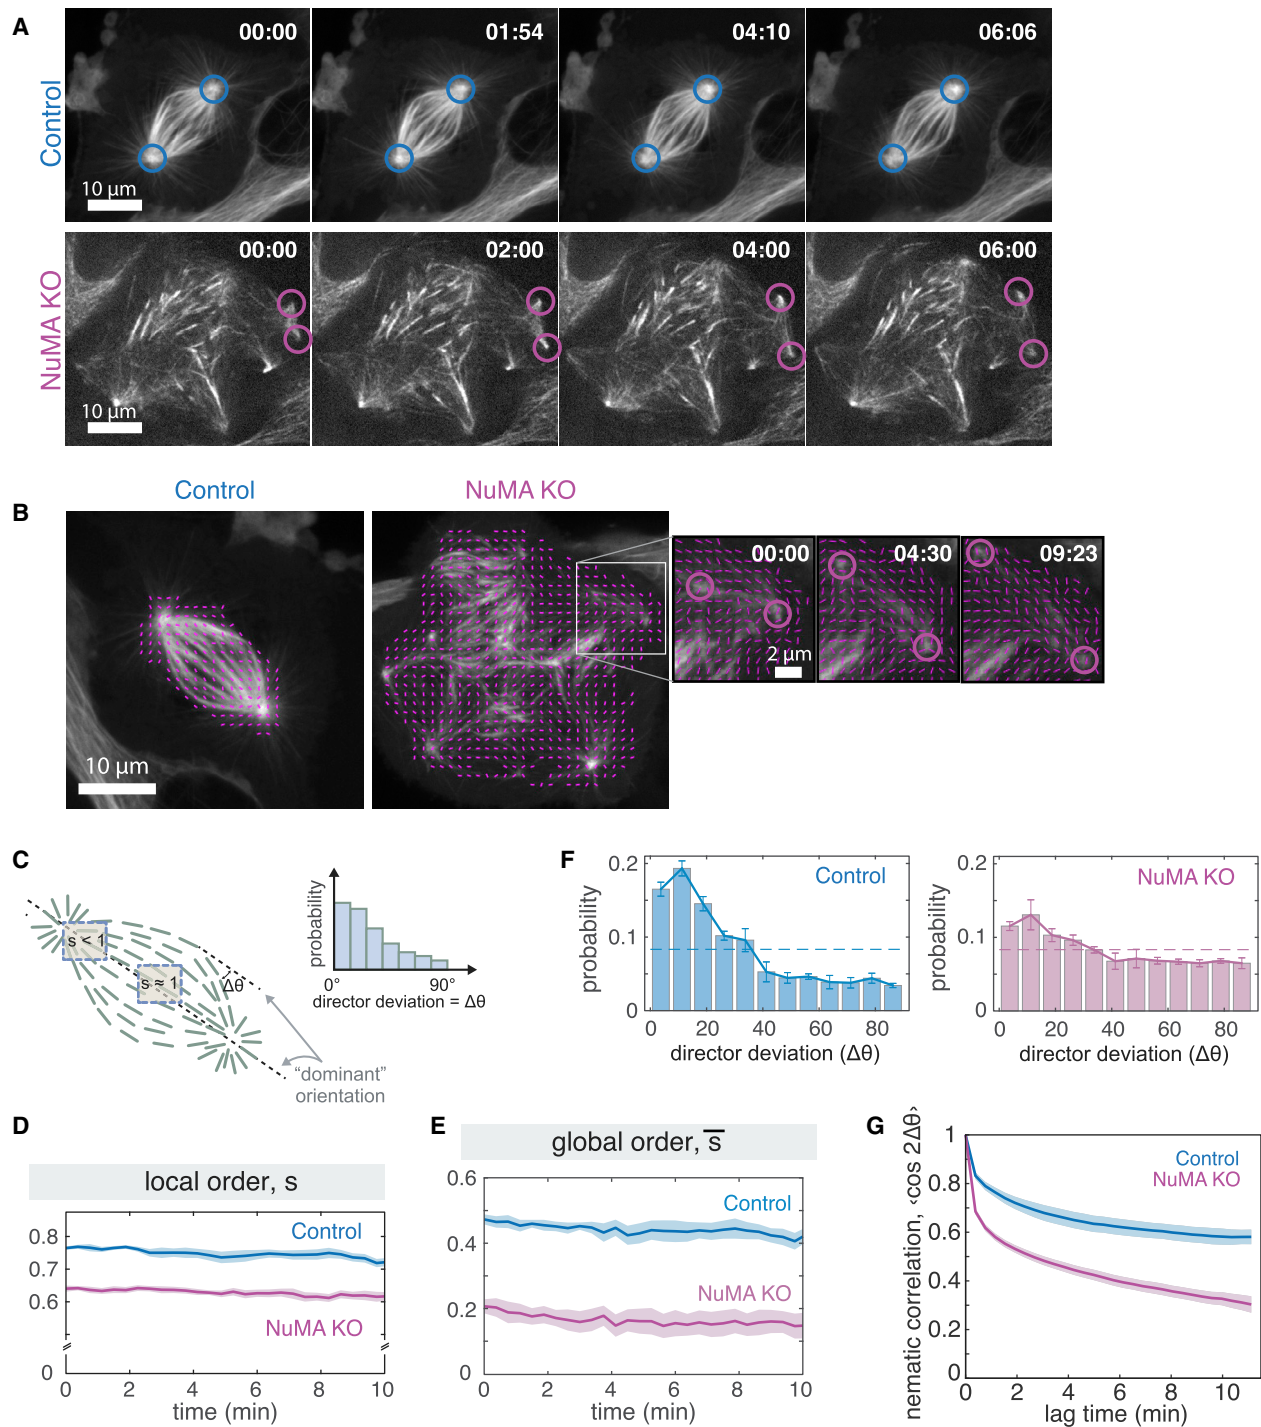 A
Control
00:00
01:54
04:10
06:06
10 µm
NuMA KO
00:00
02:00
04:00
06:00
10 µm
B
Control
NuMA KO
10 µm
00:00
04:30
09:23
2 µm
C
s < 1
s ≈ 1
Δθ
"dominant"
orientation
probability
0°
90°
director deviation = Δθ
F
0.2
0.1
0
probability
Control
0 20 40 60 80
director deviation (Δθ)
0.2
0.1
0
probability
NuMA KO
0 20 40 60 80
director deviation (Δθ)
D
local order, s
0.8
0.7
0.6
0
Control
NuMA KO
0 2 4 6 8 10
time (min)
E
global order, s̅
0.6
0.4
0.2
0
Control
NuMA KO
0 2 4 6 8 10
time (min)
G
nematic correlation, ‹cos 2Δθ›
1
0.8
0.6
0.4
0.2
0
Control
NuMA KO
0 2 4 6 8 10
lag time (min)